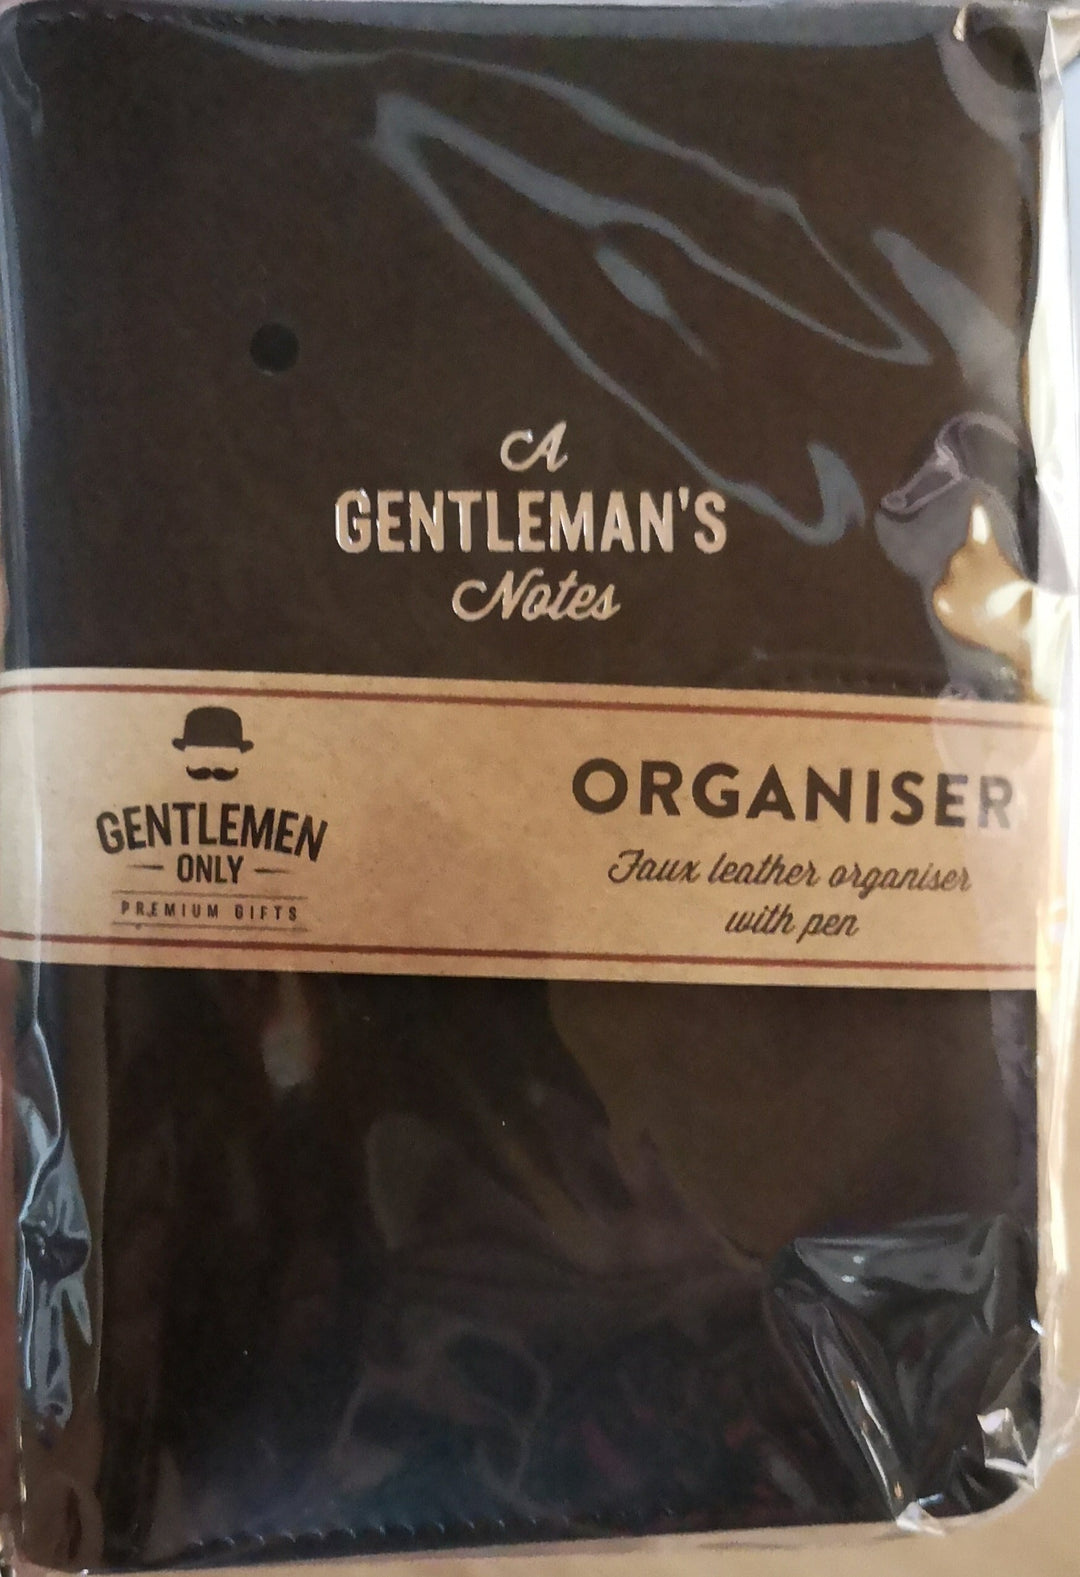 A
GENTLEMAN'S
Notes
GENTLEMEN
ONLY
PREMIUM GIFTS
ORGANISER
Faux leather organiser
with pen